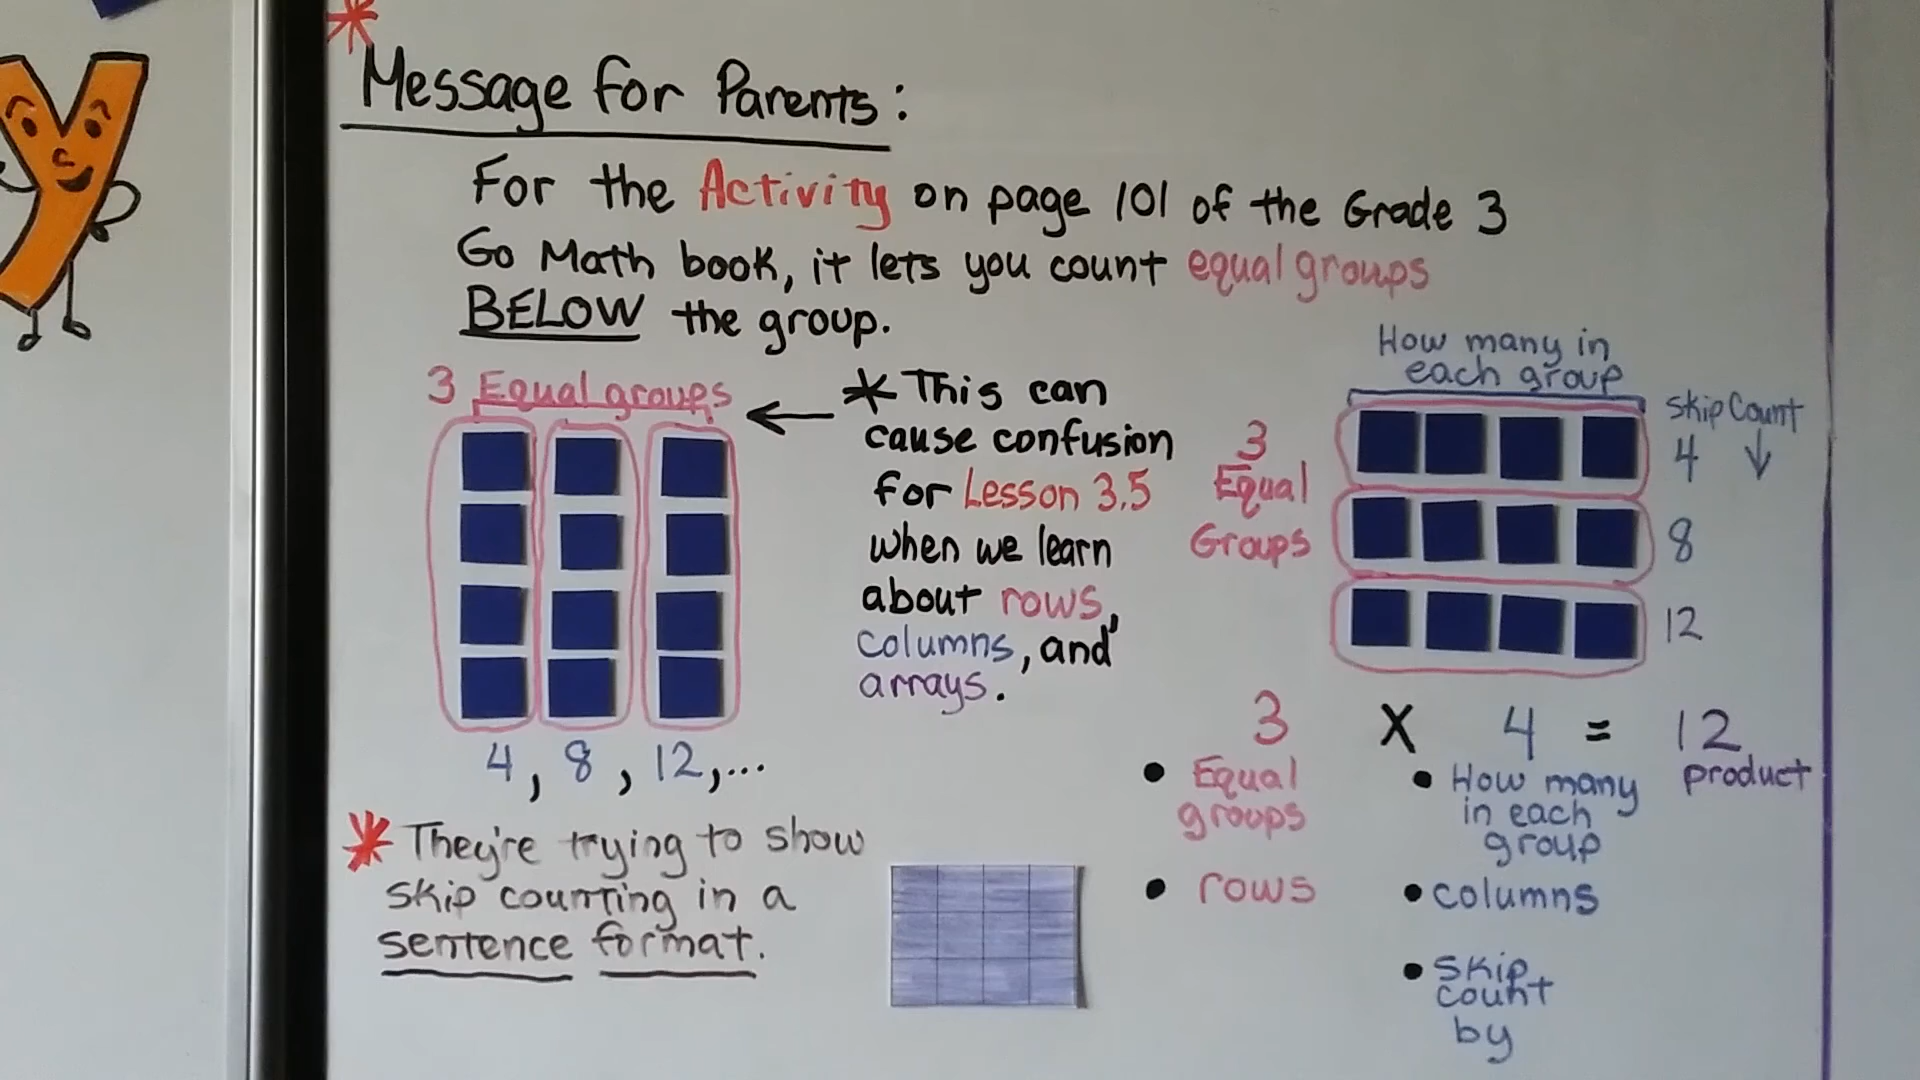 Message for Parents:
For the Activity on page 101 of the Grade 3
Go Math book, it lets you count equal groups
BELOW the group.
3 Equal groups
4, 8, 12,...
* This can
cause confusion
for Lesson 3.5
when we learn
about rows,
columns, and
arrays.
* They're trying to show
skip counting in a
sentence format.
How many in
each group
3
Equal
Groups
skip Count
4
8
12
3 X 4 = 12
product
• Equal
groups
• rows
• How many
in each
group
• columns
• skip
count
by